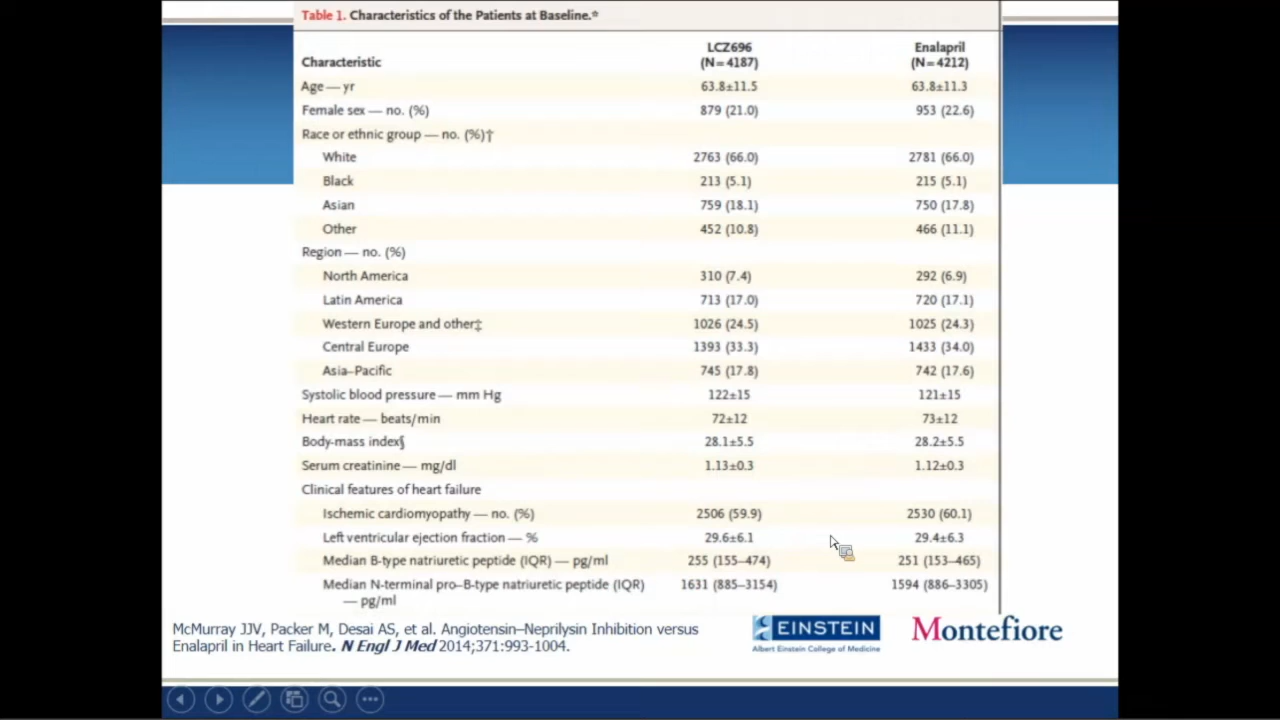 Table 1. Characteristics of the Patients at Baseline.*
Characteristic LCZ696 (N=4187) Enalapril (N=4212)
Age — yr 63.8±11.5 63.8±11.3
Female sex — no. (%) 879 (21.0) 953 (22.6)
Race or ethnic group — no. (%)†
White 2763 (66.0) 2781 (66.0)
Black 213 (5.1) 215 (5.1)
Asian 759 (18.1) 750 (17.8)
Other 452 (10.8) 466 (11.1)
Region — no. (%)
North America 310 (7.4) 292 (6.9)
Latin America 713 (17.0) 720 (17.1)
Western Europe and other‡ 1026 (24.5) 1025 (24.3)
Central Europe 1393 (33.3) 1433 (34.0)
Asia–Pacific 745 (17.8) 742 (17.6)
Systolic blood pressure — mm Hg 122±15 121±15
Heart rate — beats/min 72±12 73±12
Body-mass index§ 28.1±5.5 28.2±5.5
Serum creatinine — mg/dl 1.13±0.3 1.12±0.3
Clinical features of heart failure
Ischemic cardiomyopathy — no. (%) 2506 (59.9) 2530 (60.1)
Left ventricular ejection fraction — % 29.6±6.1 29.4±6.3
Median B-type natriuretic peptide (IQR) — pg/ml 255 (155–474) 251 (153–465)
Median N-terminal pro–B-type natriuretic peptide (IQR) 1631 (885–3154) 1594 (886–3305)
— pg/ml
McMurray JJV, Packer M, Desai AS, et al. Angiotensin–Neprilysin Inhibition versus
Enalapril in Heart Failure. N Engl J Med 2014;371:993-1004.
EINSTEIN
Albert Einstein College of Medicine
Montefiore